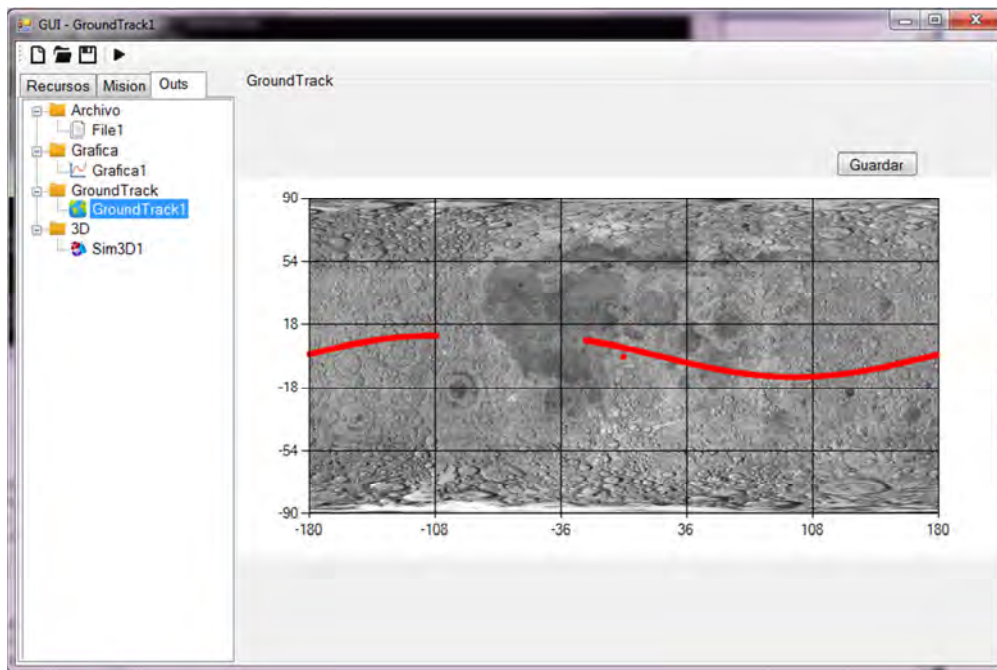 GUI - GroundTrack1
Recursos Mision Outs
GroundTrack
Archivo
File1
Grafica
Grafica1
GroundTrack
GroundTrack1
3D
Sim3D1
Guardar
90
54
18
-18
-54
-90
-180 -108 -36 36 108 180